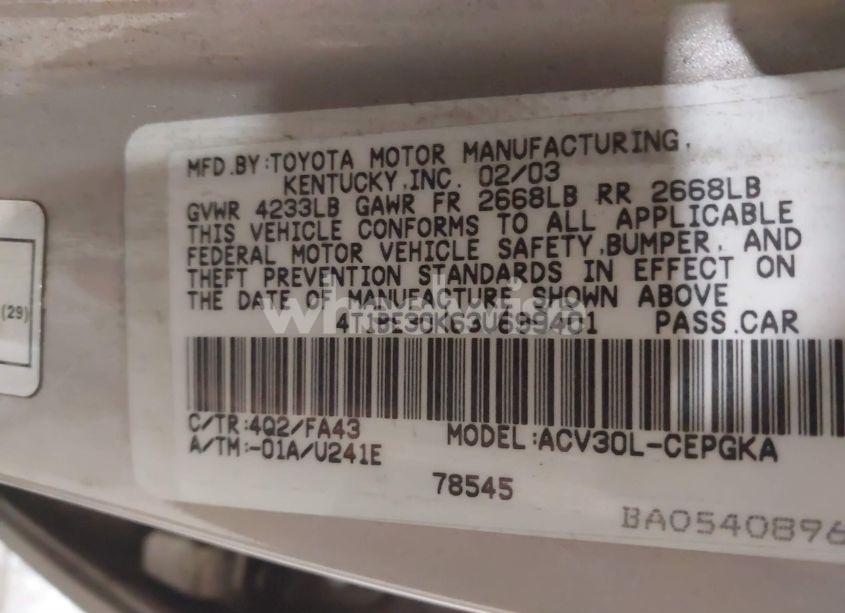 MFD.BY:TOYOTA MOTOR MANUFACTURING,
KENTUCKY,INC. 02/03
GVWR 4233LB GAWR FR 2668LB RR 2668LB
THIS VEHICLE CONFORMS TO ALL APPLICABLE
FEDERAL MOTOR VEHICLE SAFETY,BUMPER, AND
THEFT PREVENTION STANDARDS IN EFFECT ON
THE DATE OF MANUFACTURE SHOWN ABOVE
4T1BE30K63U699401 PASS.CAR
C/TR:4Q2/FA43 MODEL:ACV30L-CEPGKA
A/TM:-01A/U241E
78545
BA0540896
(29)